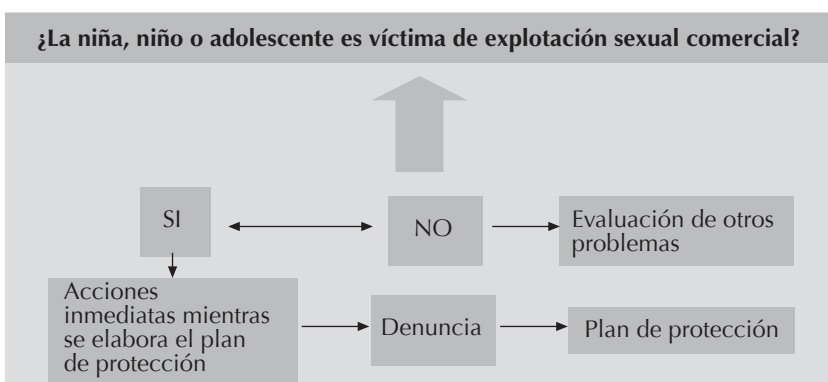 ¿La niña, niño o adolescente es víctima de explotación sexual comercial?
SI
NO
Evaluación de otros
problemas
Acciones
inmediatas mientras
se elabora el plan
de protección
Denuncia
Plan de protección